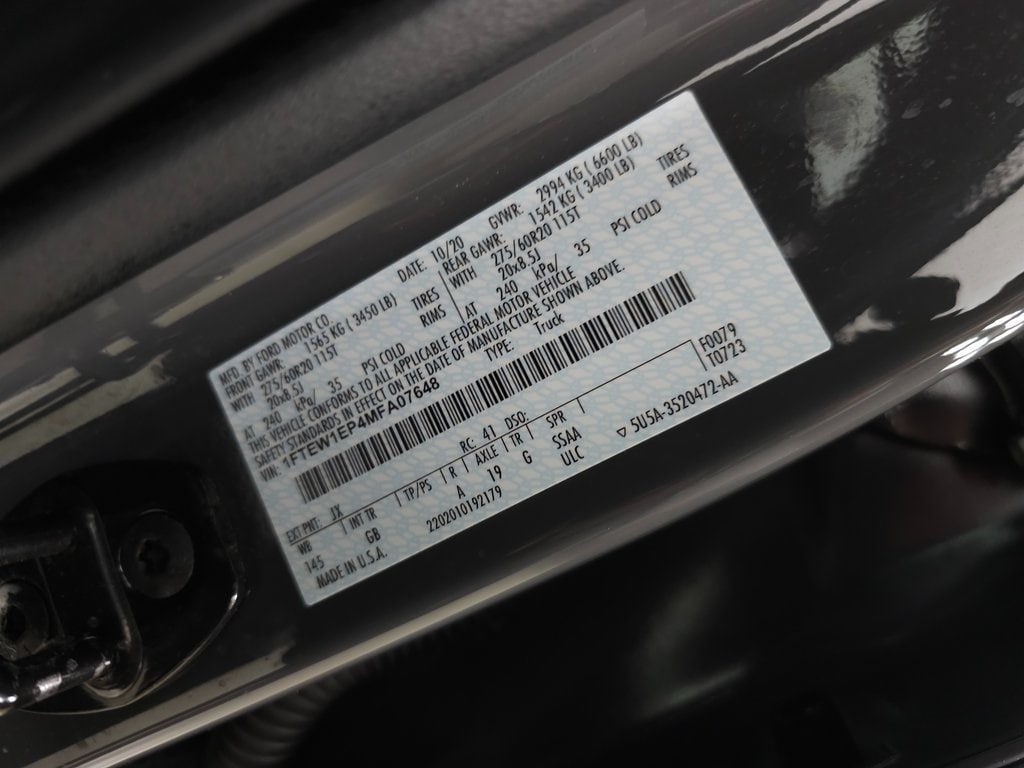 MFD. BY FORD MOTOR CO. DATE: 10/20 GVWR: 2994 KG ( 6600 LB)
FRONT GAWR: 1565 KG ( 3450 LB) REAR GAWR: 1542 KG ( 3400 LB)
WITH 275/60R20 115T TIRES WITH 275/60R20 115T TIRES
20x8.5J RIMS 20x8.5J RIMS
AT 240 kPa/ 35 PSI COLD AT 240 kPa/ 35 PSI COLD
THIS VEHICLE CONFORMS TO ALL APPLICABLE FEDERAL MOTOR VEHICLE
SAFETY STANDARDS IN EFFECT ON THE DATE OF MANUFACTURE SHOWN ABOVE.
VIN: 1FTEW1EP4MFA07648 TYPE: Truck
F0079
EXT PNT: JX RC: 41 DSO: T0723
WB INT TR TP/PS R AXLE TR SPR
145 GB A 19 G SSAA ▽ 5U5A-3520472-AA
MADE IN U.S.A. 2202010192179 ULC